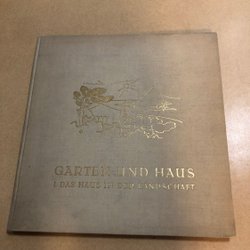 GARTEN UND HAUS
I. DAS HAUS IN DER LANDSCHAFT